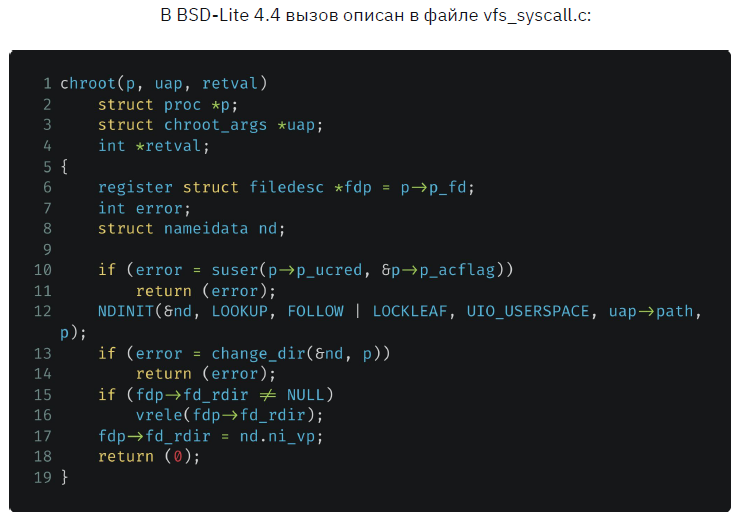 В BSD-Lite 4.4 вызов описан в файле vfs_syscall.c:
1 chroot(p, uap, retval)
2     struct proc *p;
3     struct chroot_args *uap;
4     int *retval;
5 {
6     register struct filedesc *fdp = p->p_fd;
7     int error;
8     struct nameidata nd;
9
10     if (error = suser(p->p_ucred, &p->p_acflag))
11         return (error);
12     NDINIT(&nd, LOOKUP, FOLLOW | LOCKLEAF, UIO_USERSPACE, uap->path,
p);
13     if (error = change_dir(&nd, p))
14         return (error);
15     if (fdp->fd_rdir != NULL)
16         vrele(fdp->fd_rdir);
17     fdp->fd_rdir = nd.ni_vp;
18     return (0);
19 }